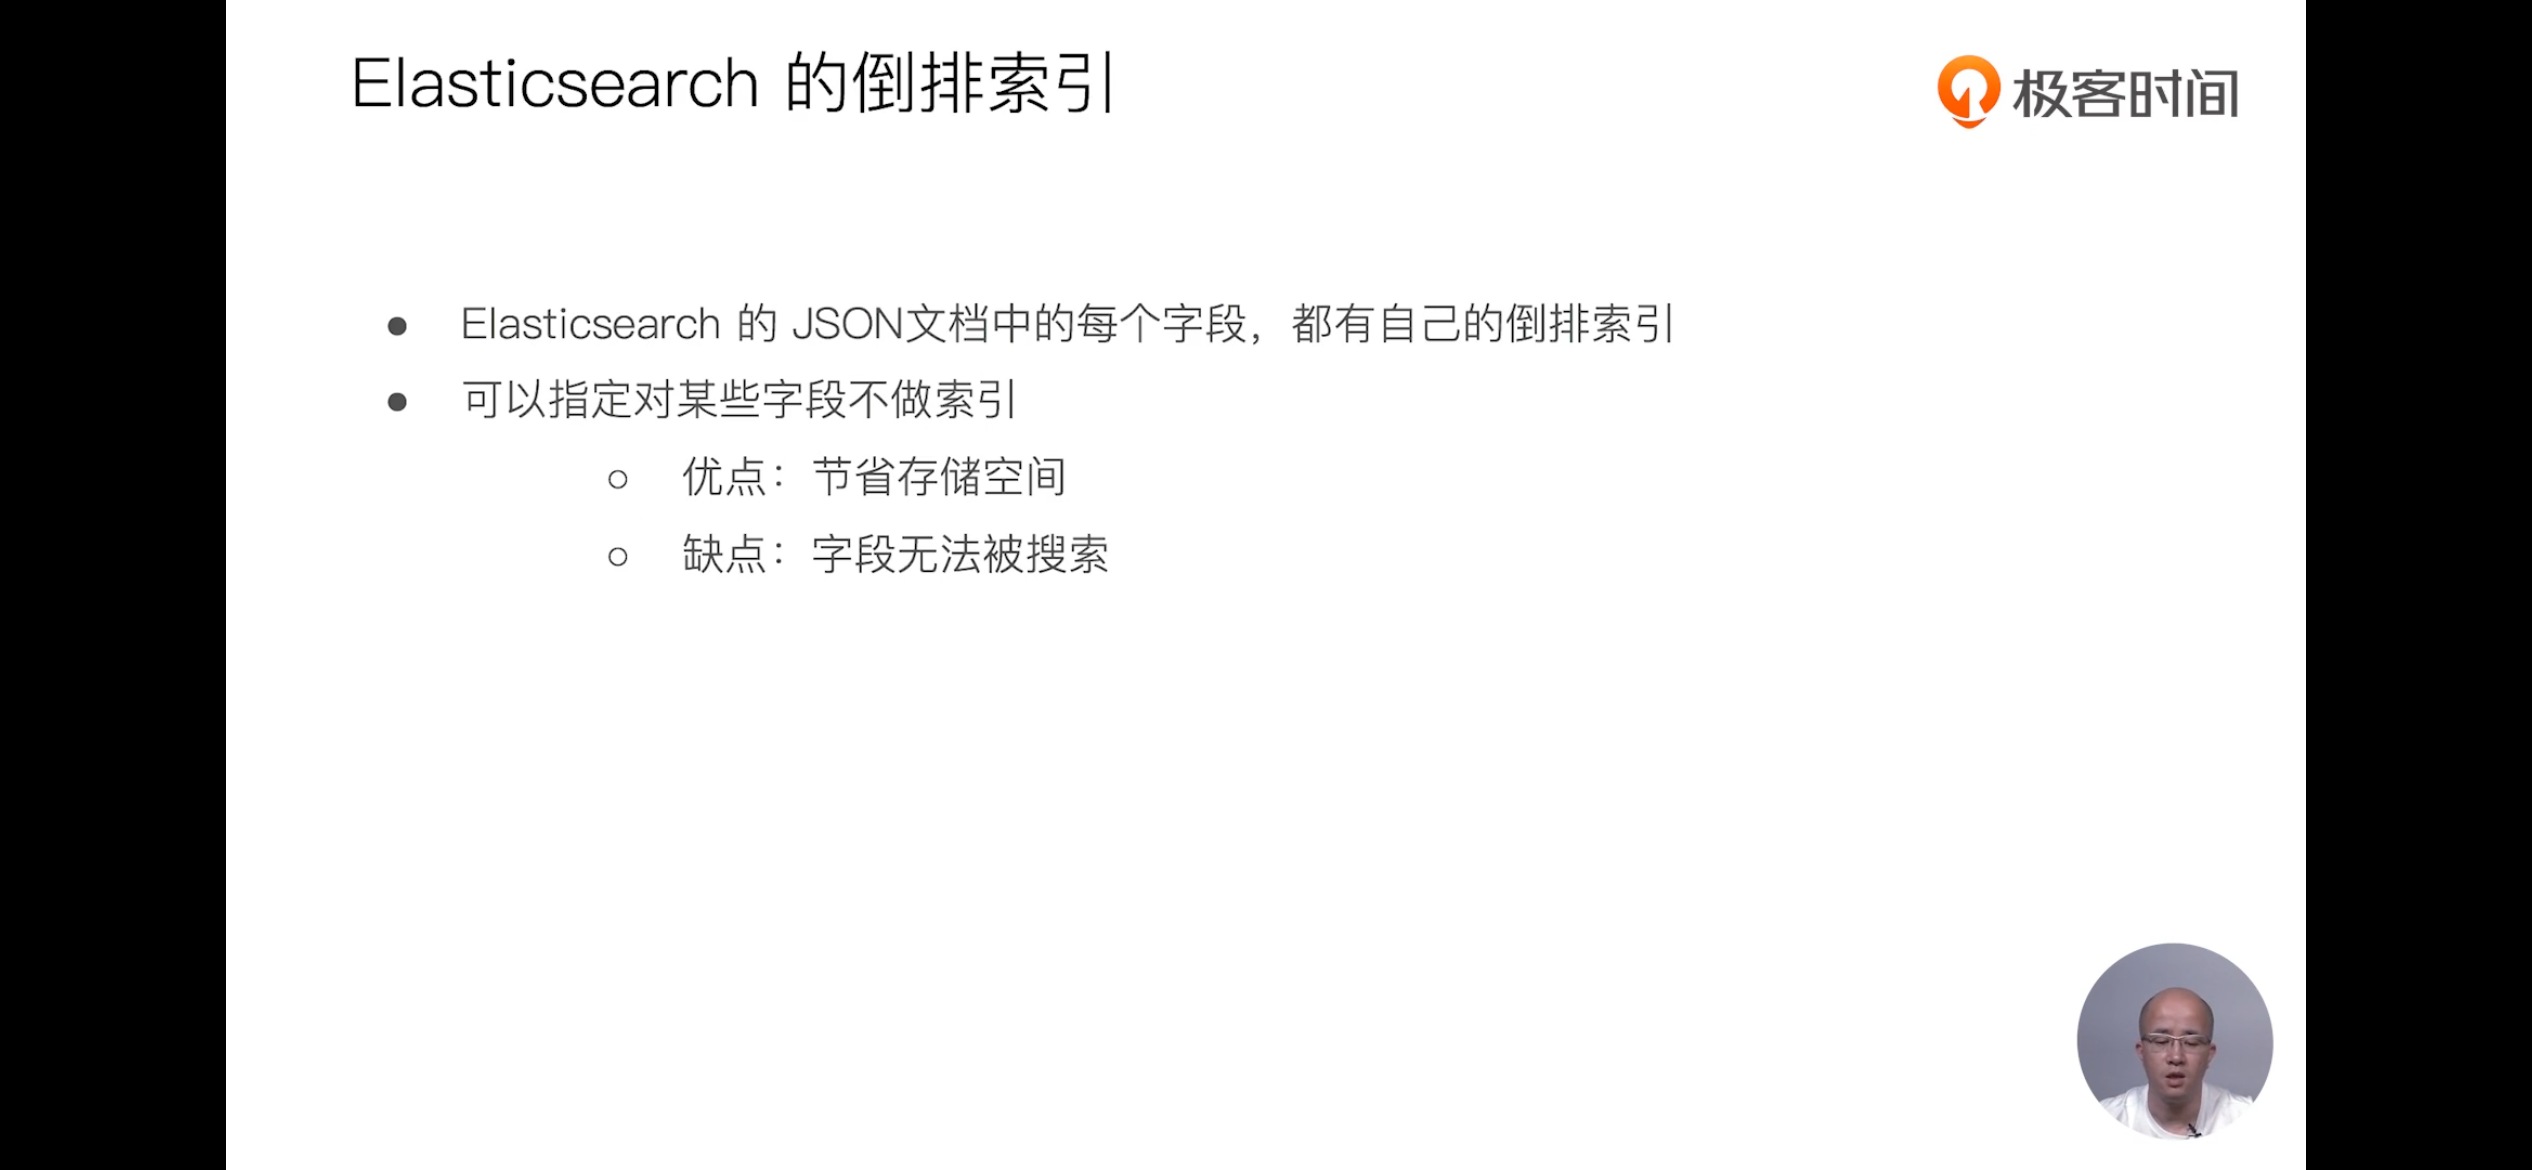 Elasticsearch 的倒排索引
极客时间
● Elasticsearch 的 JSON文档中的每个字段，都有自己的倒排索引
● 可以指定对某些字段不做索引
○ 优点：节省存储空间
○ 缺点：字段无法被搜索